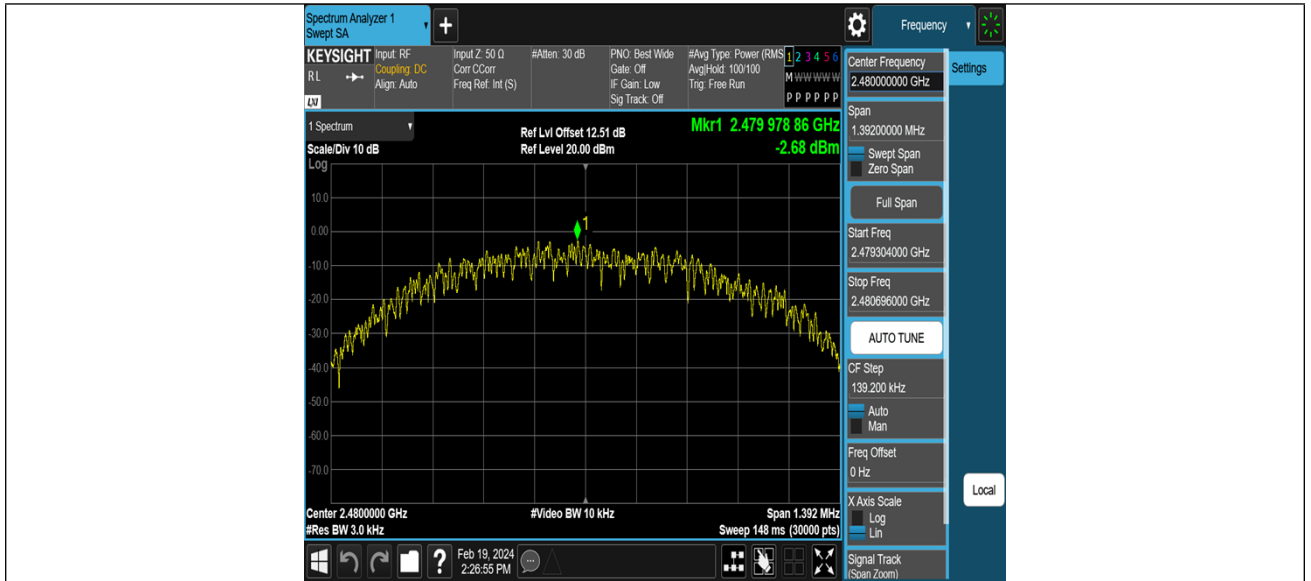 Spectrum Analyzer 1
Swept SA
+
Frequency
KEYSIGHT
RL
LXI
Input: RF
Coupling: DC
Align: Auto
Input Z: 50 Ω
Corr CCorr
Freq Ref: Int (S)
#Atten: 30 dB
PNO: Best Wide
Gate: Off
IF Gain: Low
Sig Track: Off
#Avg Type: Power (RMS
Avg|Hold: 100/100
Trig: Free Run
1 2 3 4 5 6
M W W W W W
P P P P P P
1 Spectrum
Scale/Div 10 dB
Ref Lvl Offset 12.51 dB
Ref Level 20.00 dBm
Mkr1 2.479 978 86 GHz
-2.68 dBm
Log
10.0
0.00
-10.0
-20.0
-30.0
-40.0
-50.0
-60.0
-70.0
1
Center 2.4800000 GHz
#Res BW 3.0 kHz
#Video BW 10 kHz
Span 1.392 MHz
Sweep 148 ms (30000 pts)
?
Feb 19, 2024
2:26:55 PM
Center Frequency
2.480000000 GHz
Span
1.39200000 MHz
Swept Span
Zero Span
Full Span
Start Freq
2.479304000 GHz
Stop Freq
2.480696000 GHz
AUTO TUNE
CF Step
139.200 kHz
Auto
Man
Freq Offset
0 Hz
X Axis Scale
Log
Lin
Signal Track
(Span Zoom)
Settings
Local